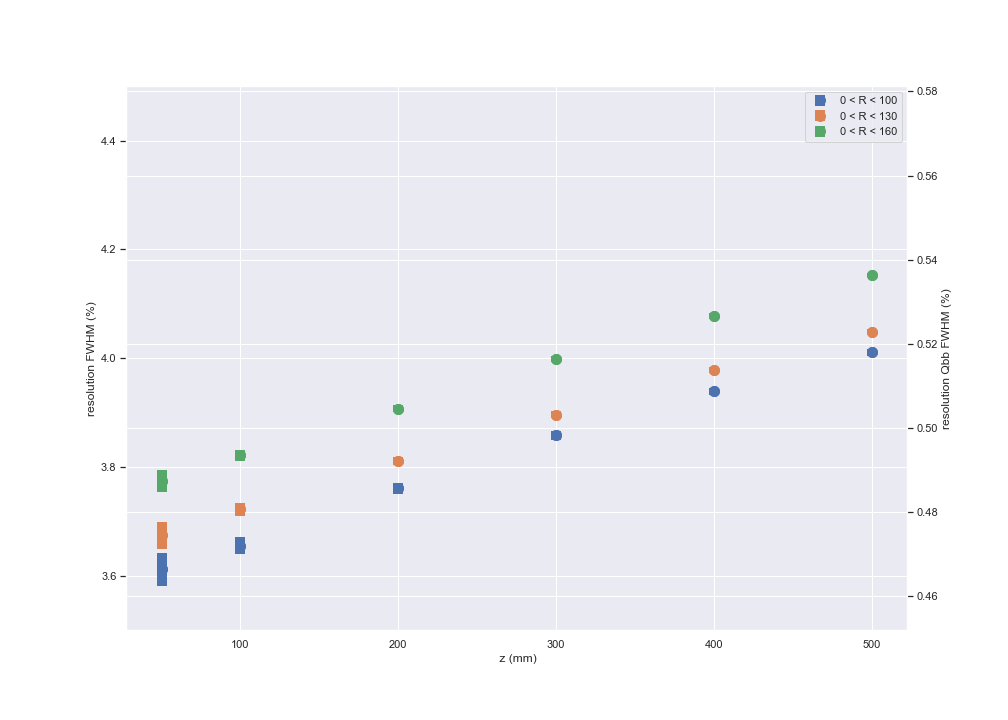 0 < R < 100
0 < R < 130
0 < R < 160
4.4
4.2
4.0
3.8
3.6
resolution FWHM (%)
0.58
0.56
0.54
0.52
0.50
0.48
0.46
resolution Qbb FWHM (%)
100 200 300 400 500
z (mm)